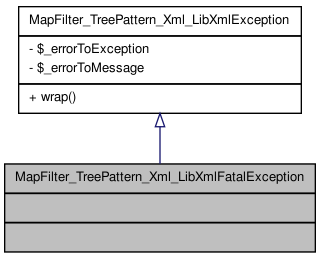 MapFilter_TreePattern_Xml_LibXmlException
- $_errorToException
- $_errorToMessage
+ wrap()
MapFilter_TreePattern_Xml_LibXmlFatalException